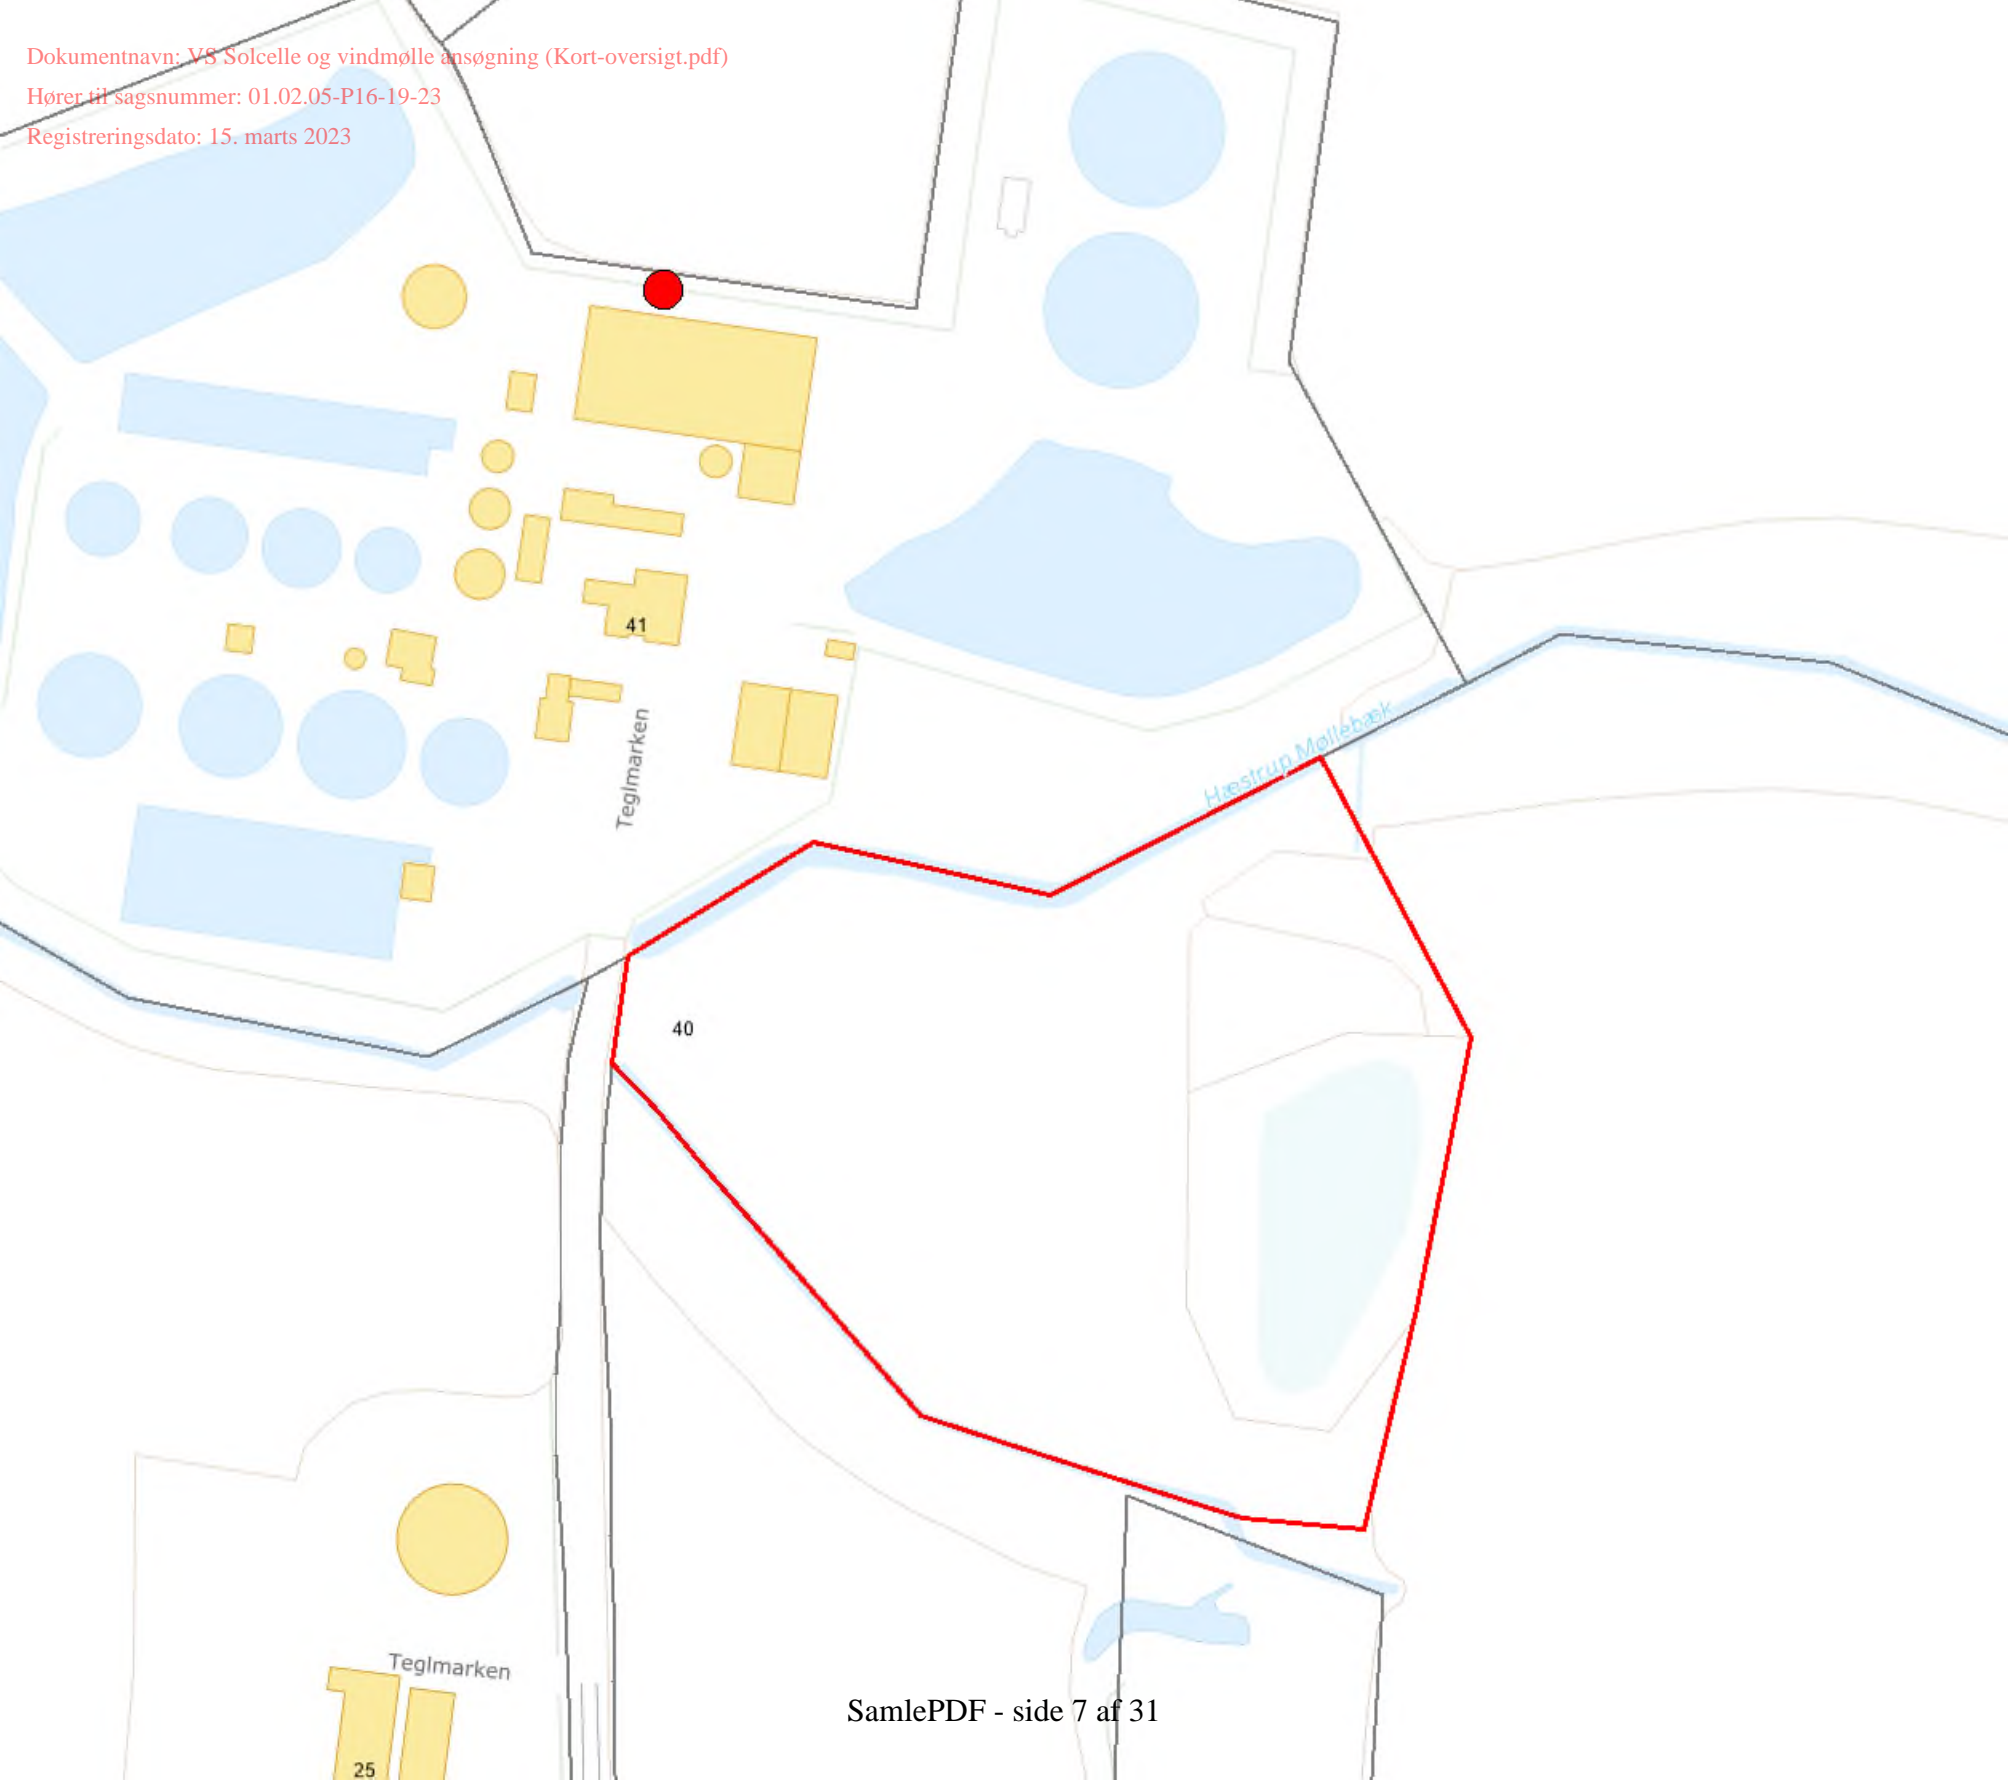 Dokumentnavn: VS Solcelle og vindmølle ansøgning (Kort-oversigt.pdf)
Hører til sagsnummer: 01.02.05-P16-19-23
Registreringsdato: 15. marts 2023
41
Teglmarken
Hæstrup Møllebæk
40
Teglmarken
SamlePDF - side 7 af 31
25